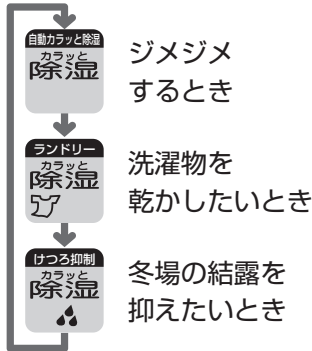 自動カラッと除湿
カラッと
除湿
ジメジメ
するとき
ランドリー
カラッと
除湿
洗濯物を
乾かしたいとき
けつろ抑制
カラッと
除湿
冬場の結露を
抑えたいとき